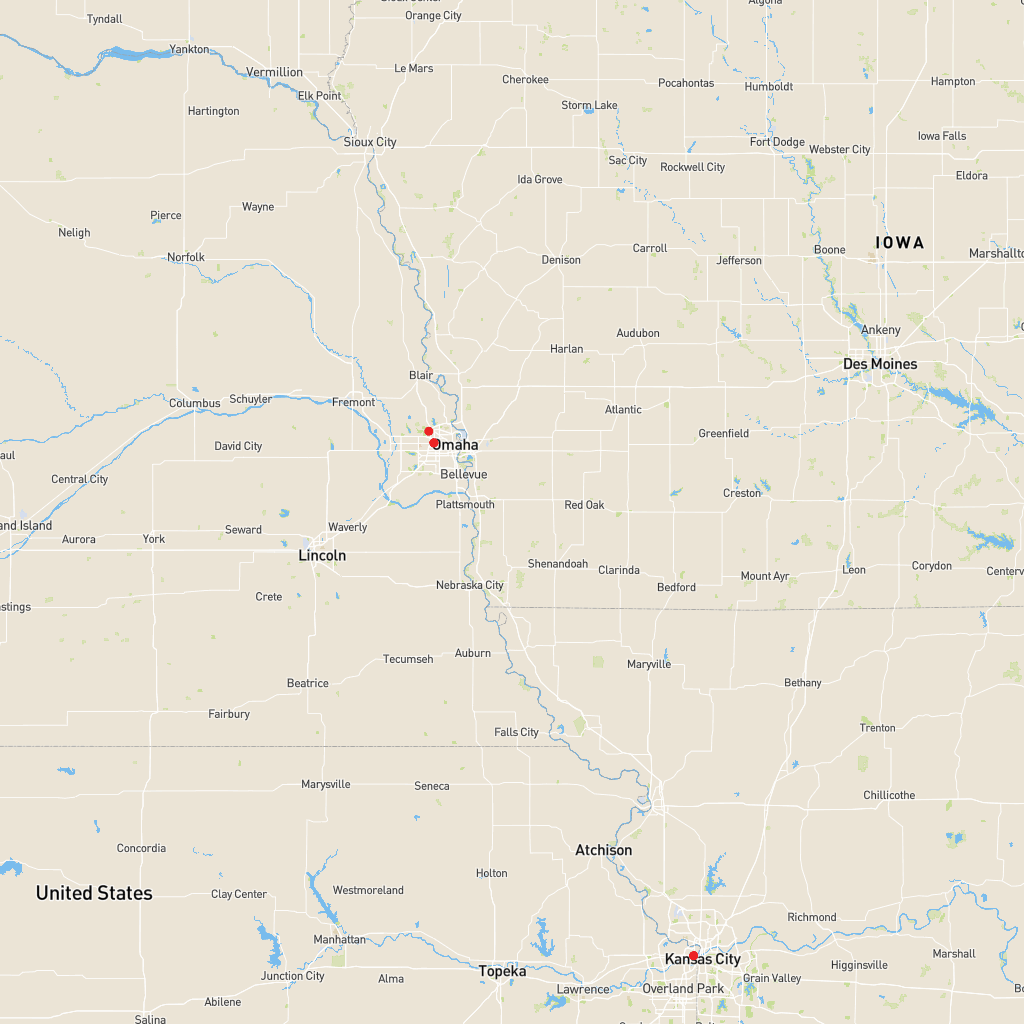 Sioux Center
Algona
Tyndall
Orange City
Yankton
Vermillion
Le Mars
Cherokee
Pocahontas
Humboldt
Hampton
Elk Point
Storm Lake
Hartington
Sioux City
Fort Dodge
Webster City
Iowa Falls
Sac City
Rockwell City
Ida Grove
Eldora
Pierce
Wayne
Neligh
IOWA
Norfolk
Denison
Carroll
Jefferson
Boone
Marshallto
Audubon
Ankeny
Harlan
Des Moines
Blair
Columbus
Schuyler
Fremont
Atlantic
Greenfield
David City
Omaha
aul
Central City
Bellevue
Creston
Plattsmouth
Red Oak
and Island
Aurora
York
Seward
Waverly
Lincoln
Shenandoah
Clarinda
Mount Ayr
Leon
Corydon
Centerv
Nebraska City
Bedford
Crete
stings
Tecumseh
Auburn
Maryville
Beatrice
Bethany
Fairbury
Falls City
Trenton
Marysville
Seneca
Chillicothe
Concordia
Atchison
Holton
United States
Clay Center
Westmoreland
Richmond
Manhattan
Kansas City
Marshall
Junction City
Alma
Topeka
Higginsville
Grain Valley
Lawrence
Overland Park
Abilene
Salina